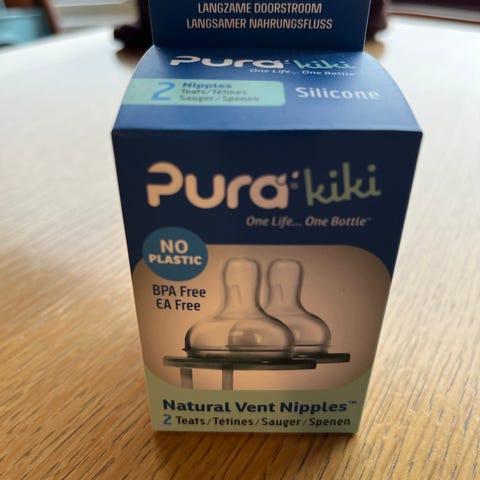 LANGZAME DOORSTROOM
LANGSAMER NAHRUNGSFLUSS
Pura kiki
One Life... One Bottle™
2 Nipples
Teats/Tétines
Sauger/Spenen
Silicone
Pura® kiki
One Life... One Bottle™
NO
PLASTIC
BPA Free
EA Free
Natural Vent Nipples™
2 Teats/Tétines/Sauger/Spenen